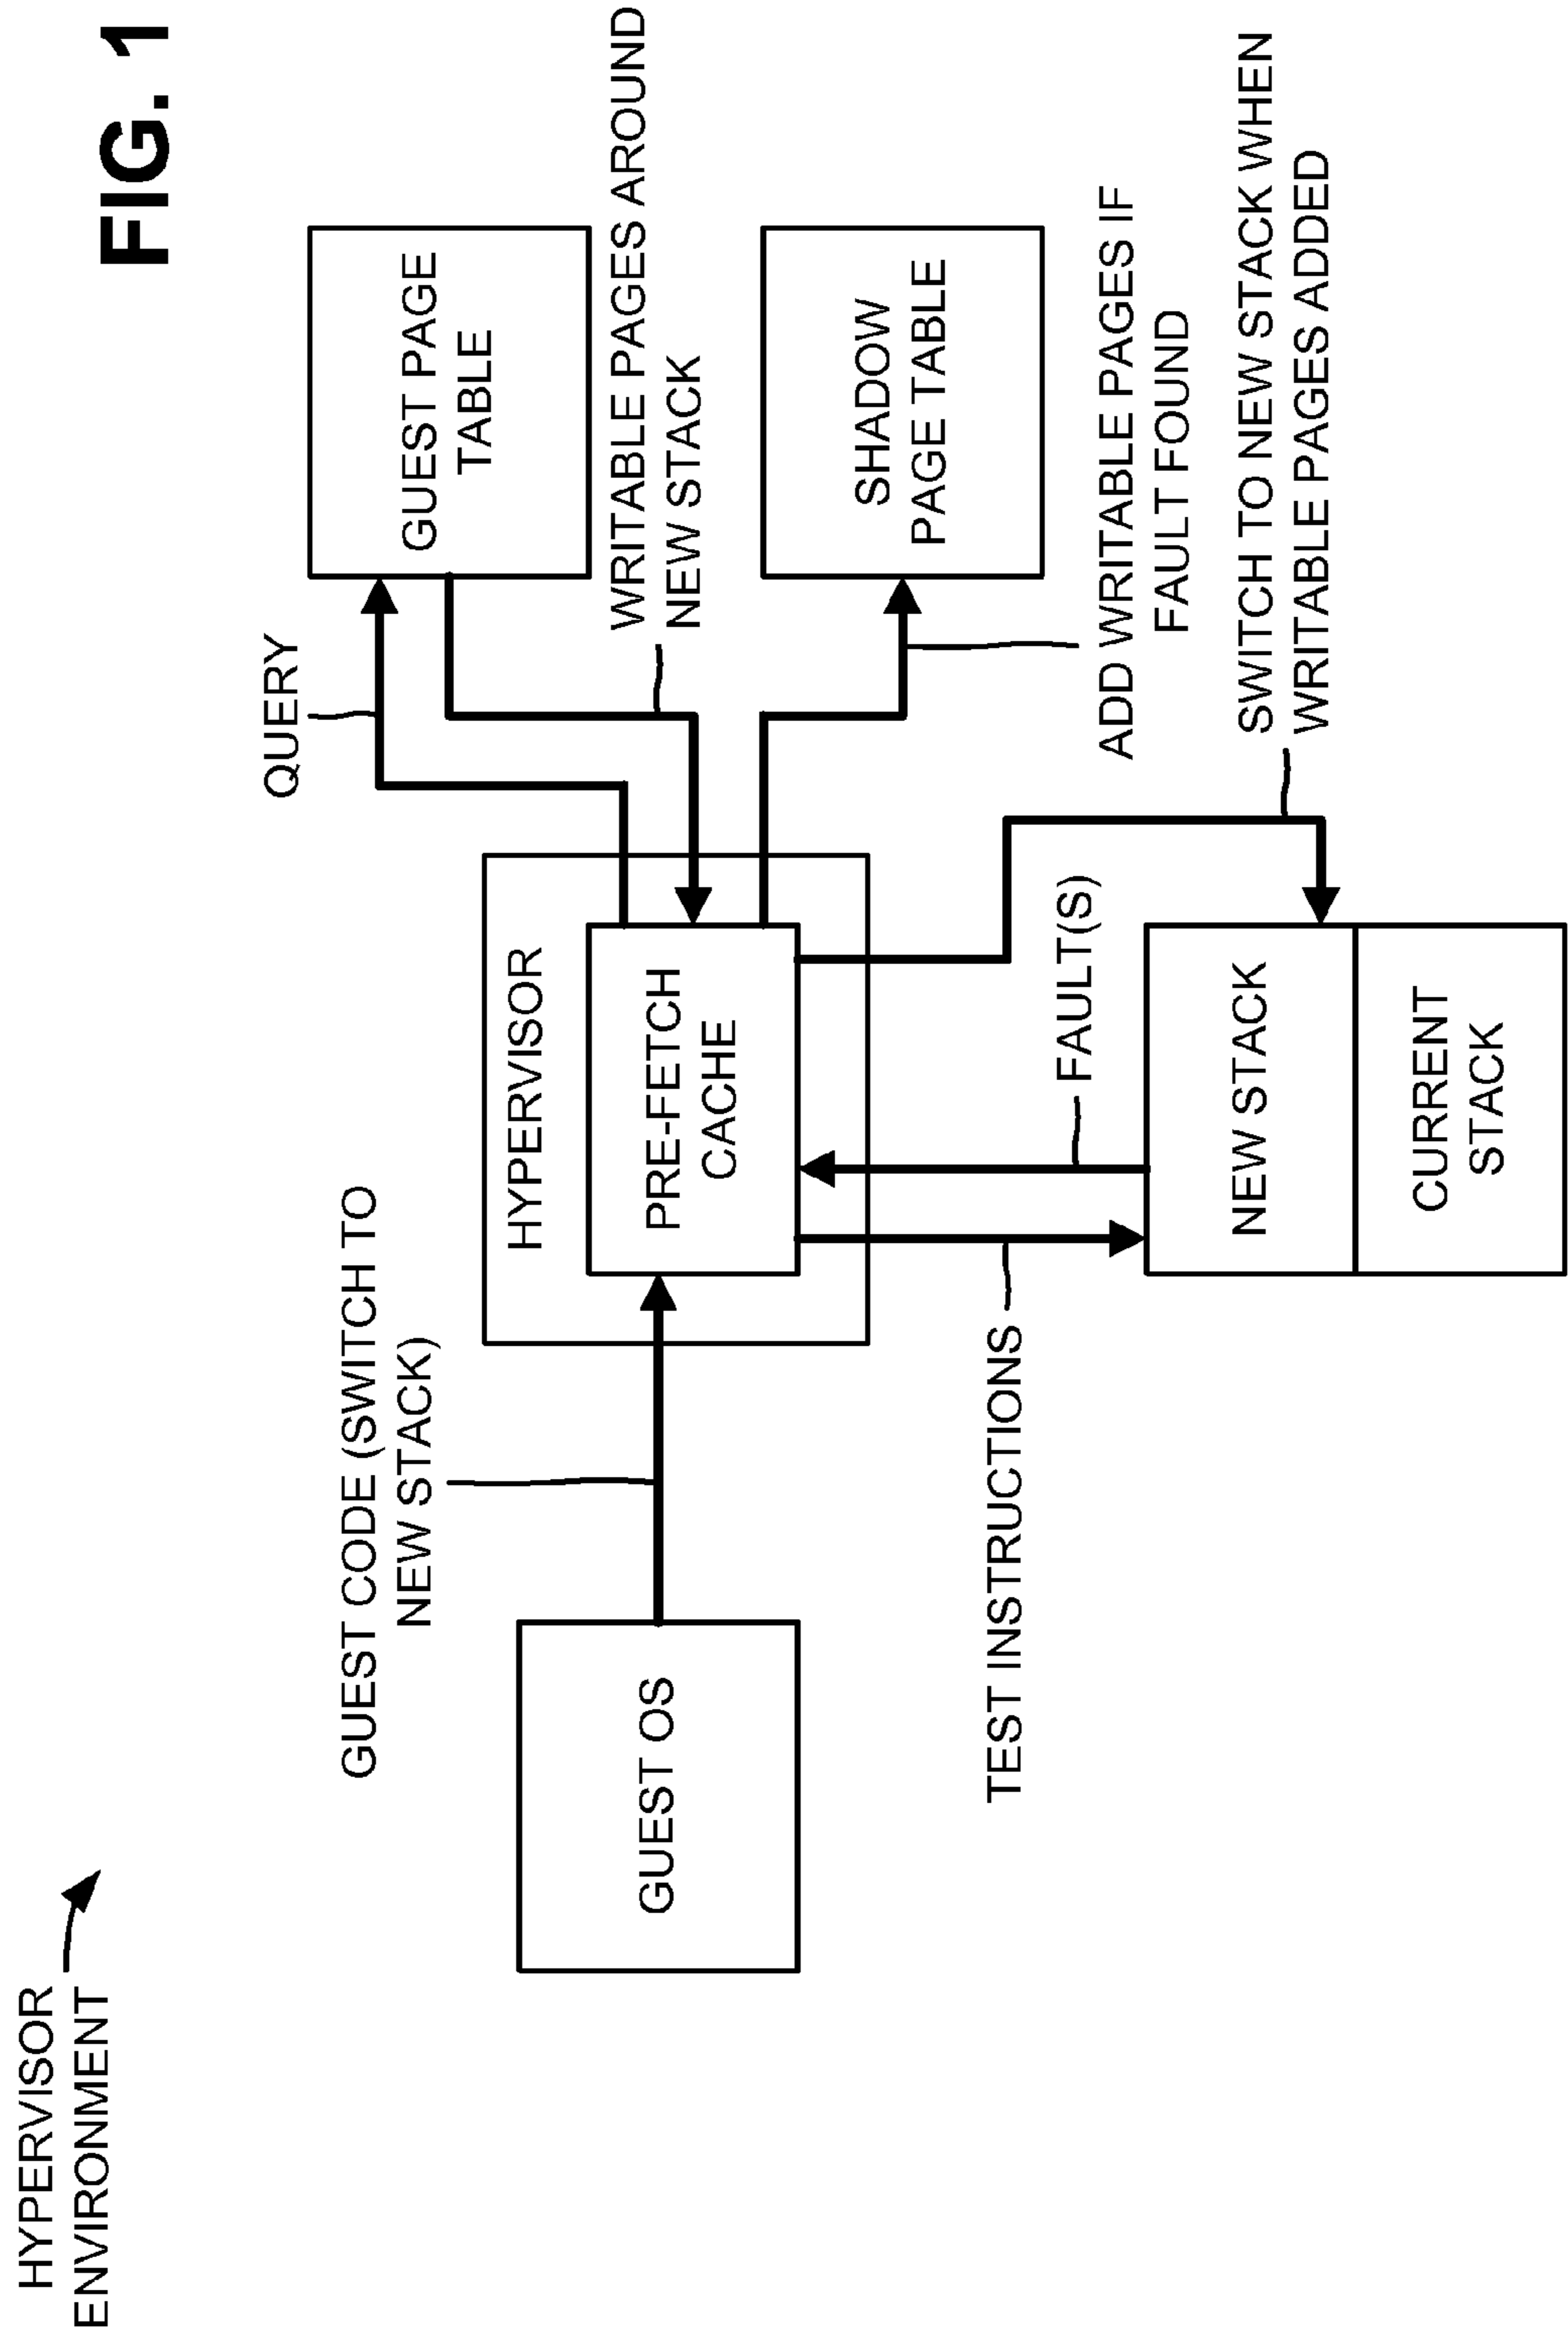 HYPERVISOR
ENVIRONMENT
FIG. 1
QUERY
GUEST PAGE
TABLE
GUEST CODE (SWITCH TO
NEW STACK)
HYPERVISOR
WRITABLE PAGES AROUND
NEW STACK
GUEST OS
PRE-FETCH
CACHE
SHADOW
PAGE TABLE
TEST INSTRUCTIONS
FAULT(S)
ADD WRITABLE PAGES IF
FAULT FOUND
NEW STACK
SWITCH TO NEW STACK WHEN
WRITABLE PAGES ADDED
CURRENT
STACK